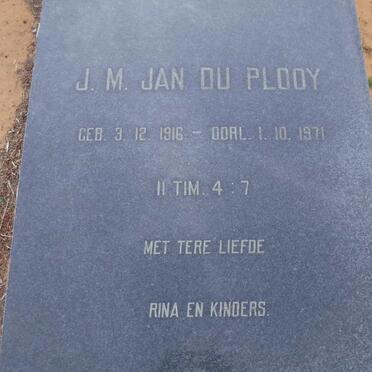 J. M. JAN DU PLOOY
GEB. 3. 12. 1916 – OORL. 1. 10. 1971
II TIM. 4 : 7
MET TERE LIEFDE
RINA EN KINDERS.